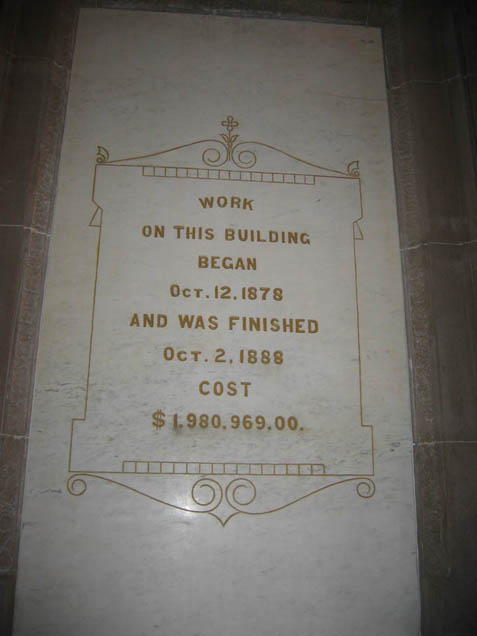 WORK
ON THIS BUILDING
BEGAN
OCT. 12, 1878
AND WAS FINISHED
OCT. 2, 1888
COST
$1,980,969.00.